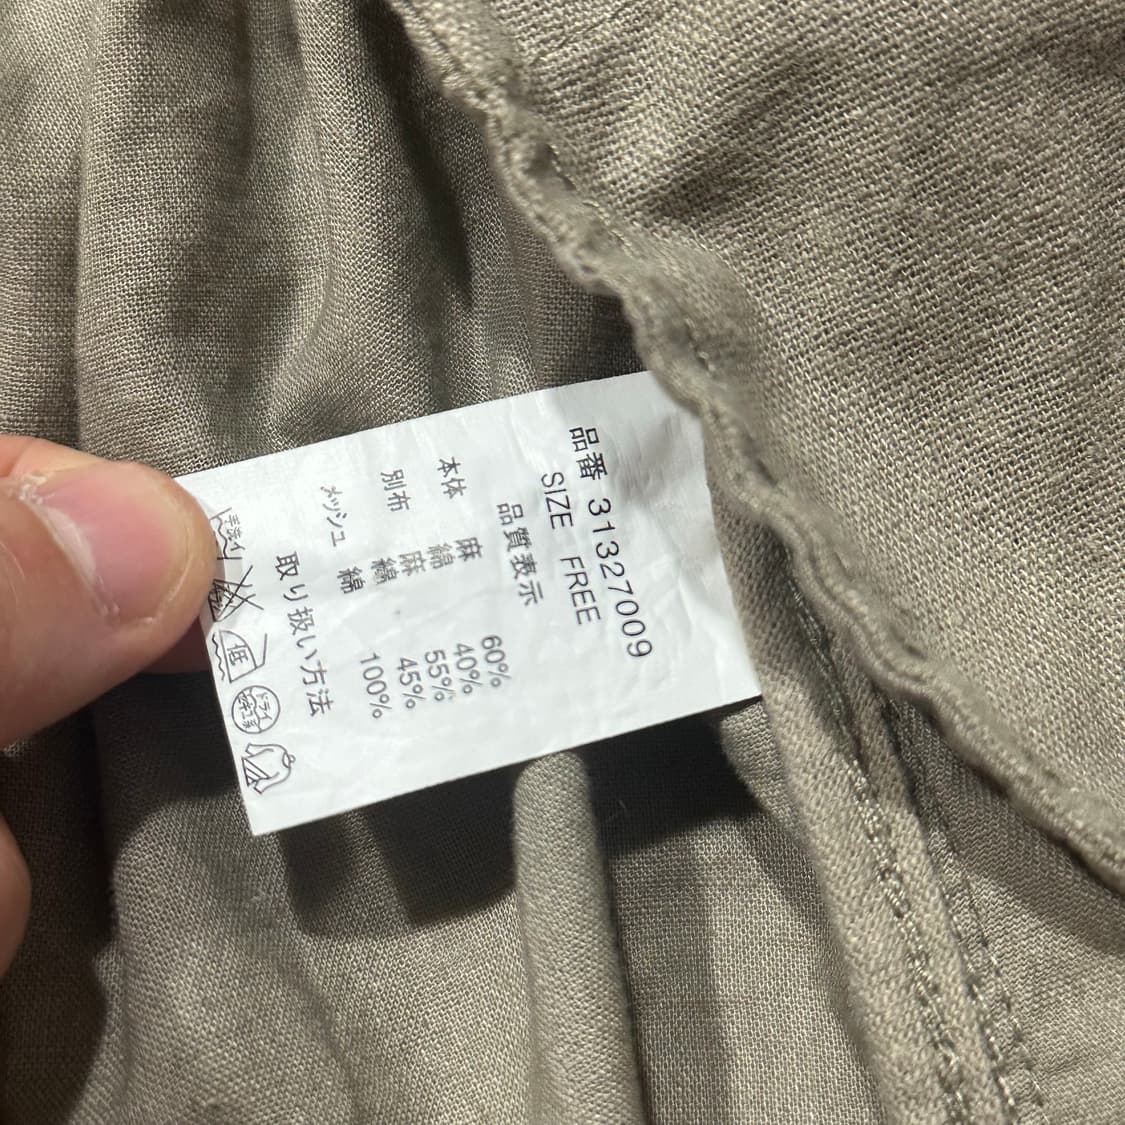 品番 31327009
SIZE FREE
品質表示
本体 麻 60%
綿 40%
別布 麻 55%
綿 45%
メッシュ 綿 100%
取り扱い方法
手洗イ
低
ドライ